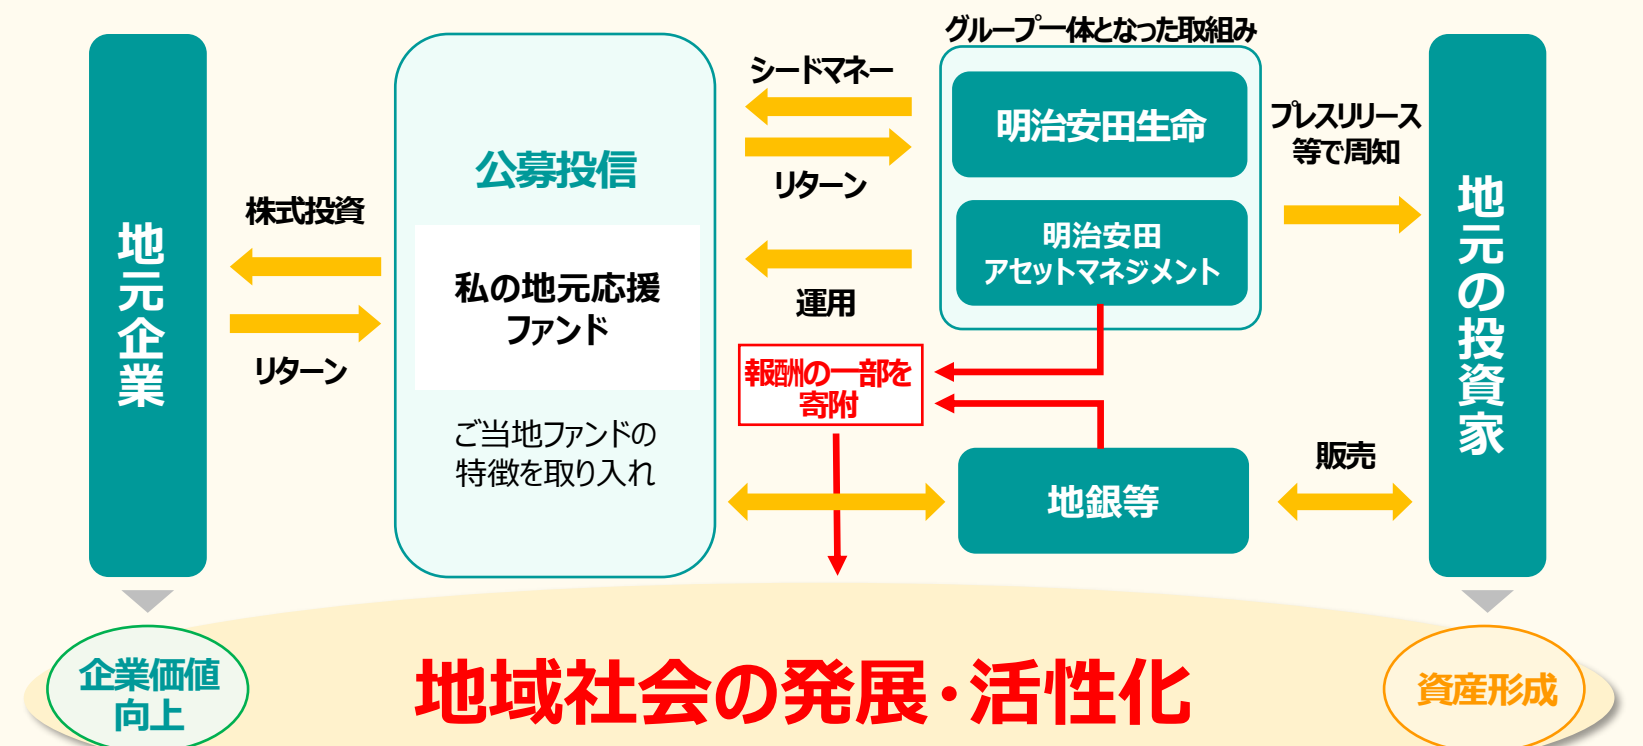 グループ一体となった取組み
地元企業
株式投資
リターン
公募投信
私の地元応援
ファンド
ご当地ファンドの
特徴を取り入れ
シードマネー
リターン
運用
明治安田生命
明治安田
アセットマネジメント
報酬の一部を
寄附
地銀等
プレスリリース
等で周知
販売
地元の投資家
企業価値
向上
地域社会の発展・活性化
資産形成